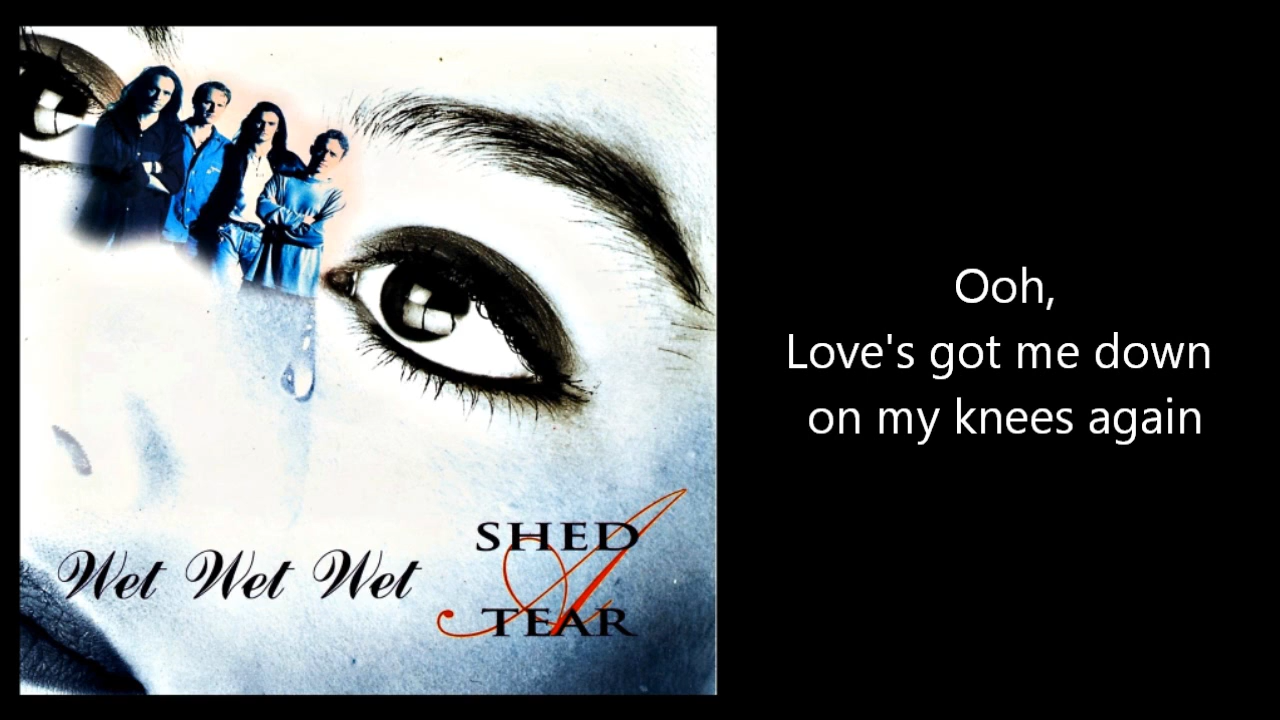 Wet Wet Wet
SHED
A
TEAR
Ooh,
Love's got me down
on my knees again